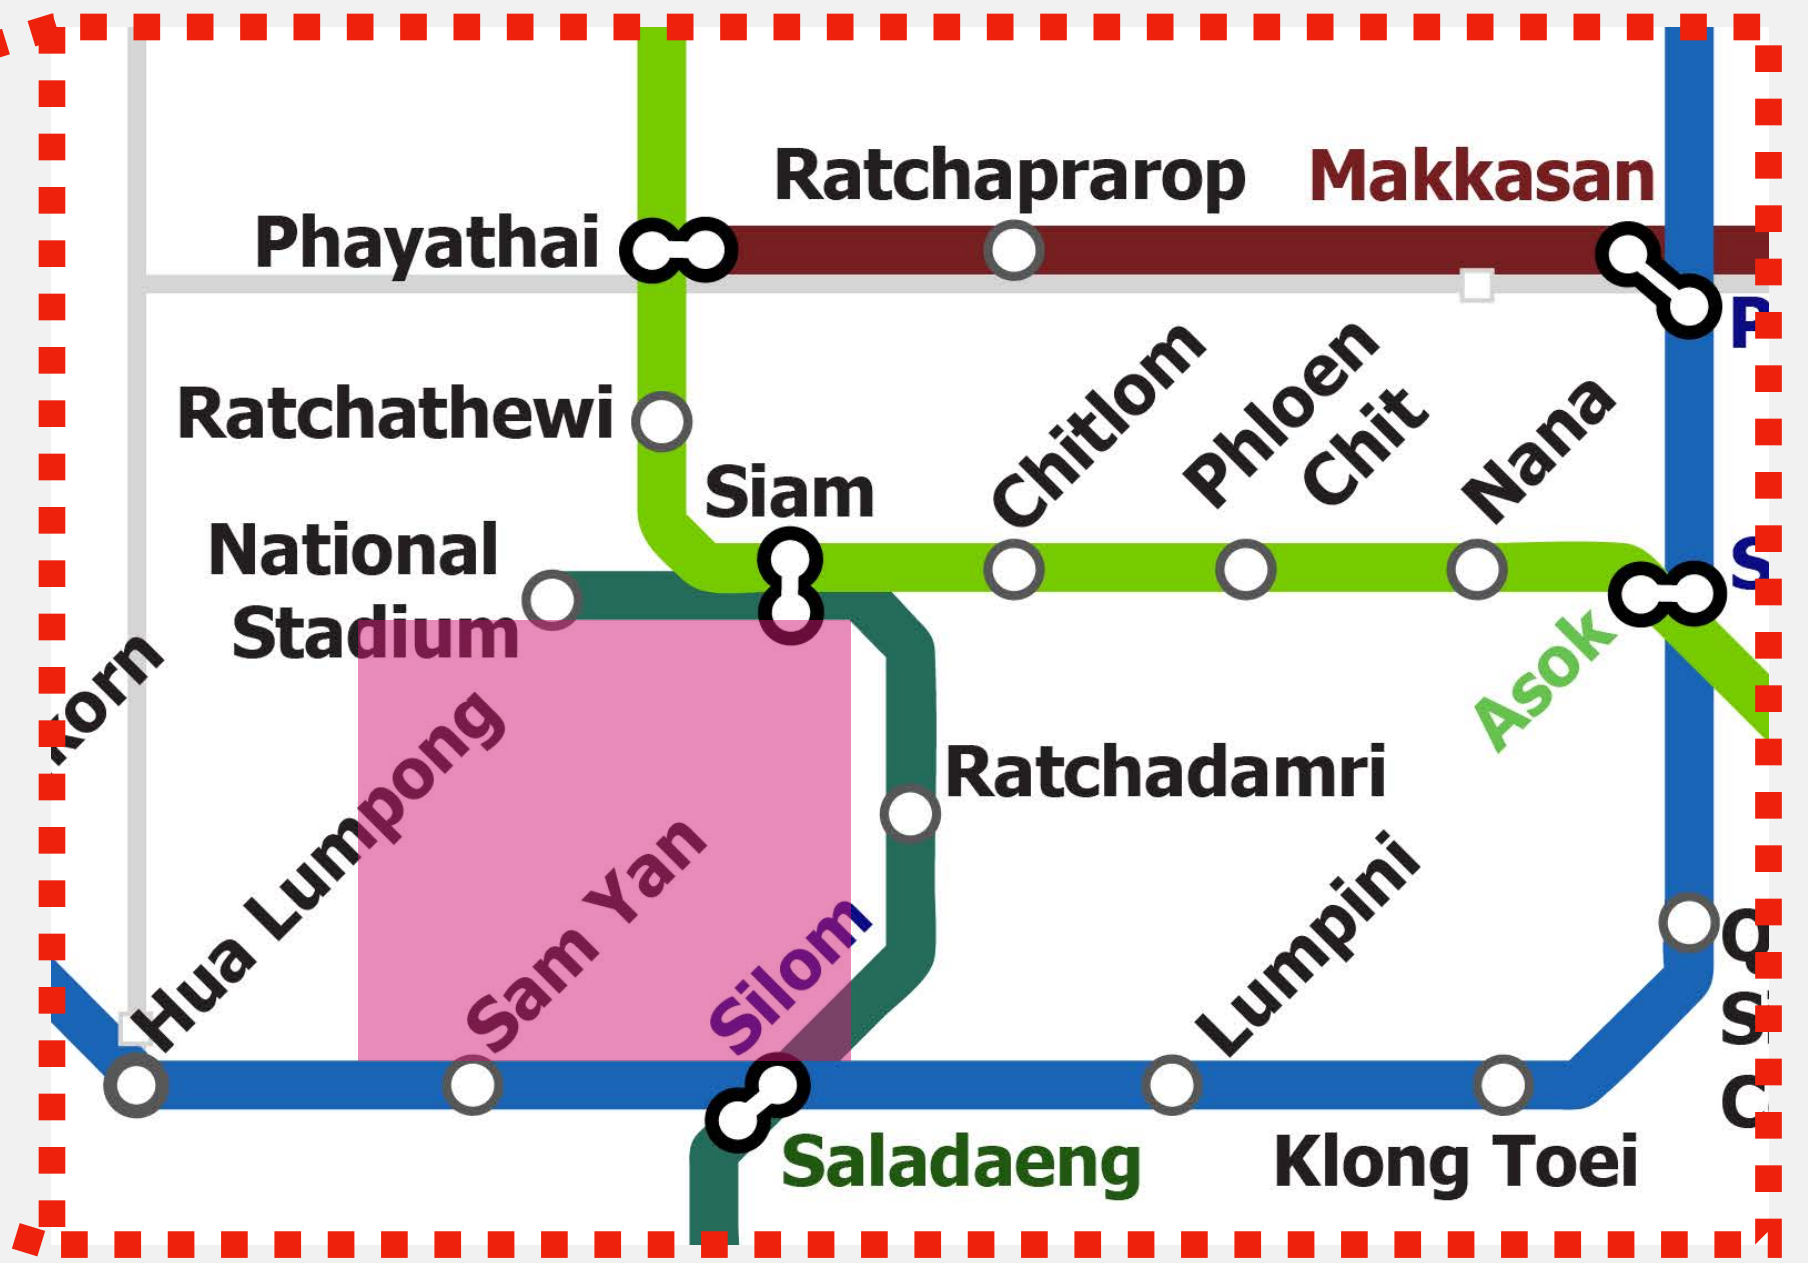 Ratchaprarop
Makkasan
Phayathai
Ratchathewi
Siam
Chitlom
Phloen
Chit
Nana
National
Stadium
Asok
Hua Lumpong
Sam Yan
Silom
Ratchadamri
Lumpini
Saladaeng
Klong Toei